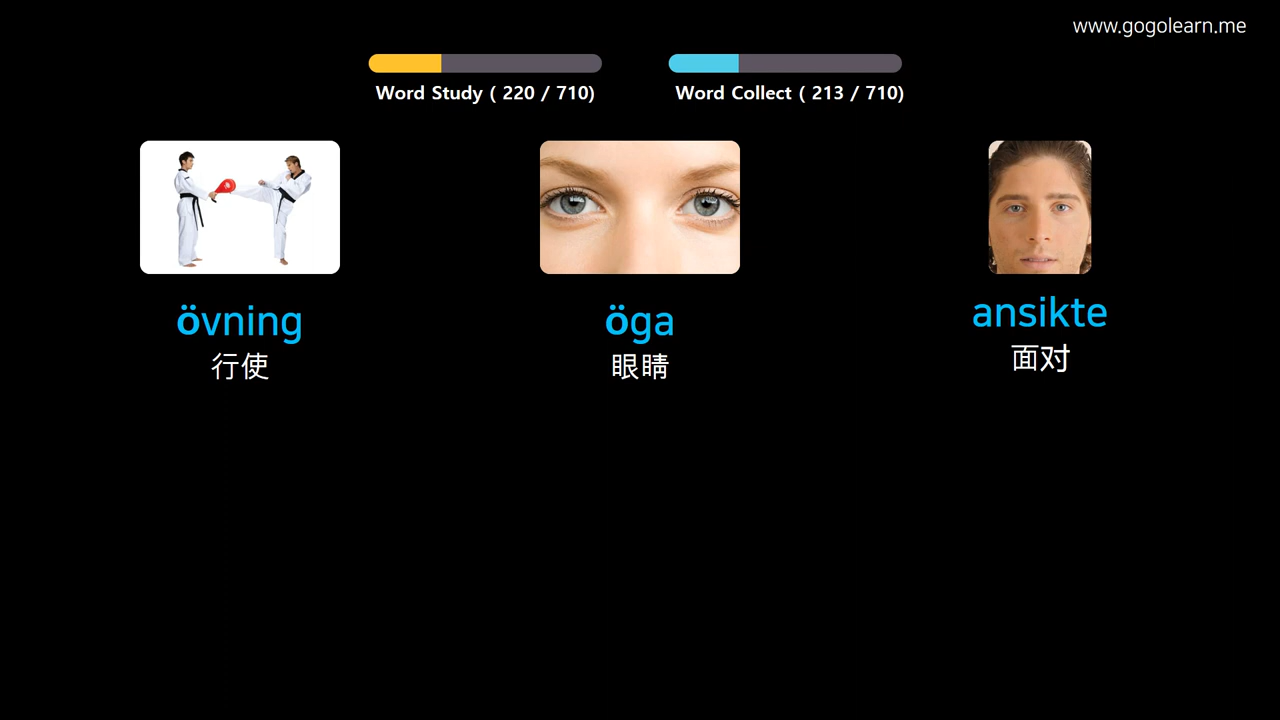 www.gogolearn.me
Word Study ( 220 / 710)
Word Collect ( 213 / 710)
övning
öga
ansikte
行使
眼睛
面对